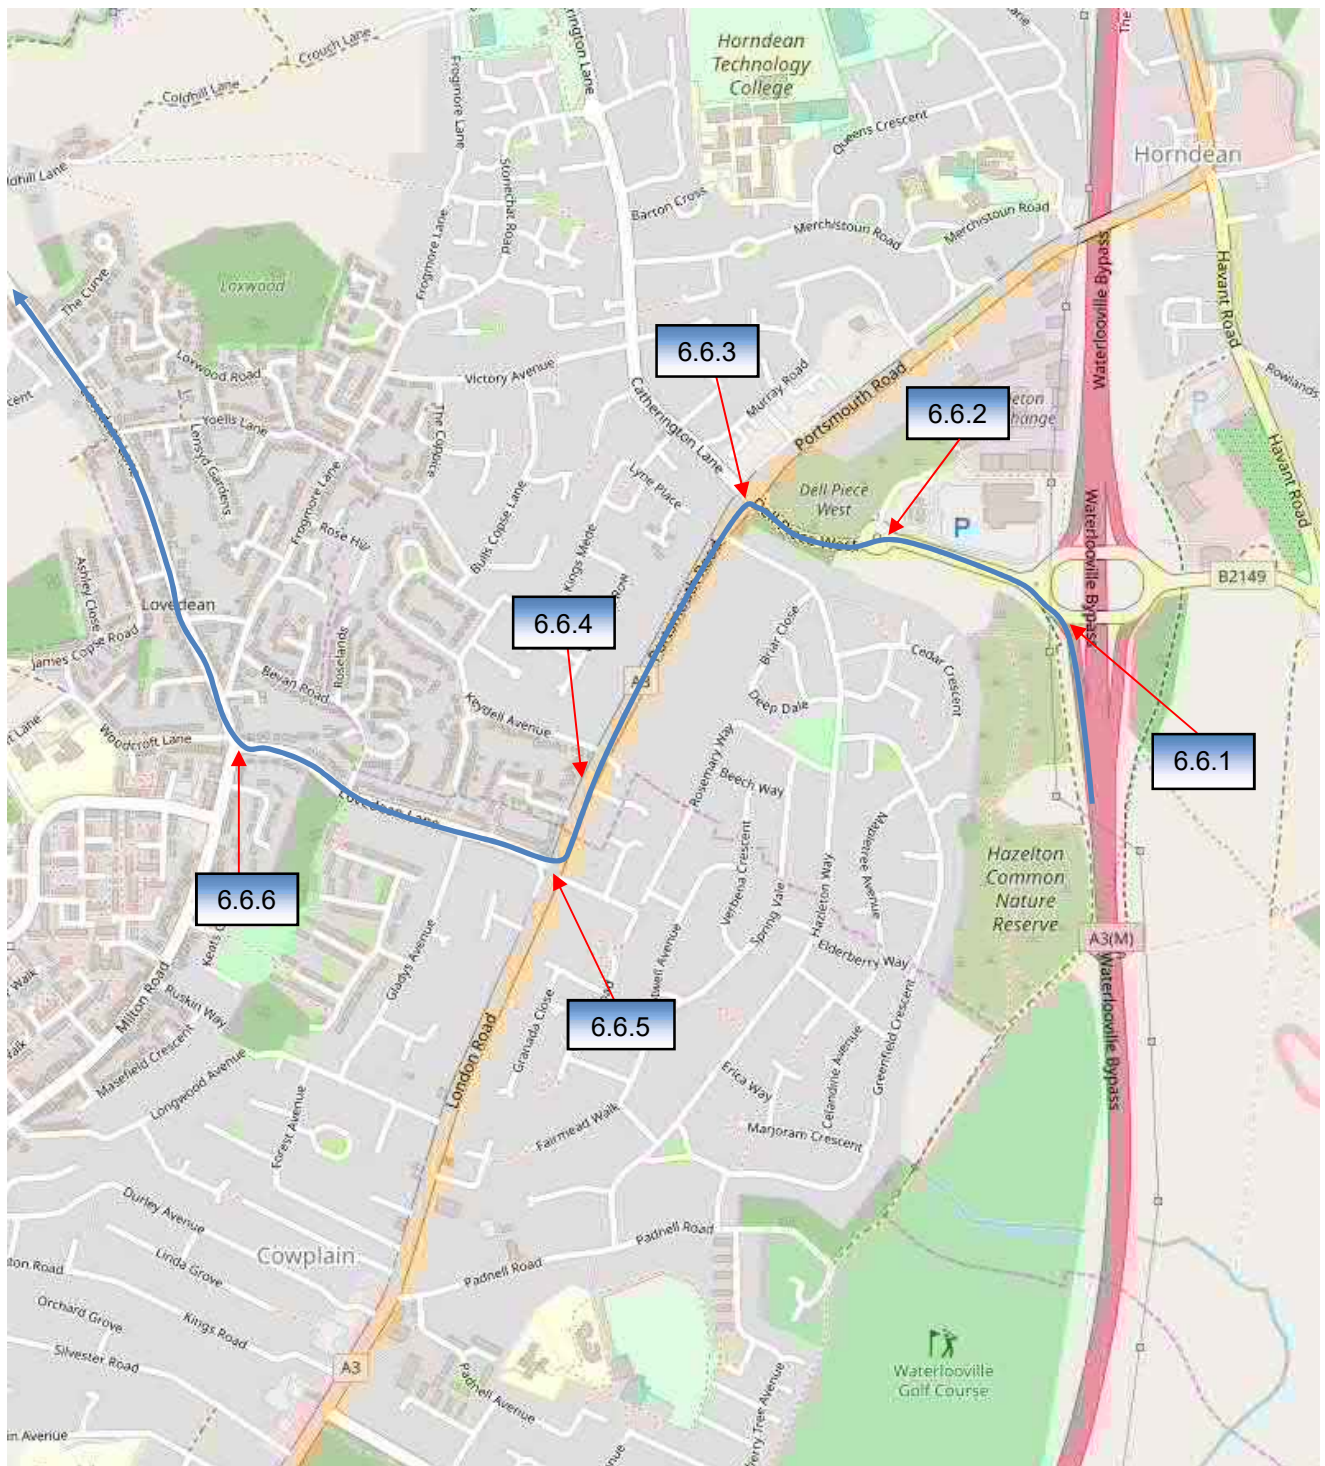 Crouch Lane
Coldhill Lane
Frogmore Lane
Horndean
Technology
College
Queens Crescent
Horndean
Stonechat Road
Barton Cross
Merchistoun Road
Merchistoun Road
The Curve
Loxwood
Frogmore Lane
Waterlooville Bypass
Havant Road
Loxwood Road
Victory Avenue
6.6.3
Catherington Lane
Murray Road
Portsmouth Road
6.6.2
Rowlands
P
Yoells Lane
Lensyd Gardens
The Coppice
Frogmore Lane
Lyne Place
Dell Piece
West
Havant Road
Rose Hill
Bulls Copse Lane
Kings Mede
Row
P
Waterlooville Bypass
B2149
Ashley Close
Lovedean
James Copse Road
Roselands
Bevan Road
6.6.4
A3
Briar Close
Cedar Crescent
Deep Dale
Keydell Avenue
Woodcroft Lane
Rosemary Way
Beech Way
6.6.1
Lovedean Lane
Verbena Crescent
Mapletree Avenue
Hazelton
Common
Nature
Reserve
6.6.6
Spring Vale
Hazleton Way
Elderberry Way
A3(M)
Waterlooville Bypass
Milton Road
Gladys Avenue
Ruskin Way
Masefield Crescent
Longwood Avenue
Granada Close
6.6.5
London Road
Greenfield Crescent
Celandine Avenue
Erica Way
Marjoram Crescent
Fairmead Walk
Forest Avenue
Durley Avenue
Cowplain
Linda Grove
Padnell Road
Padnell Road
Orchard Grove
Kings Road
Silvester Road
A3
Padnell Avenue
Waterlooville
Golf Course